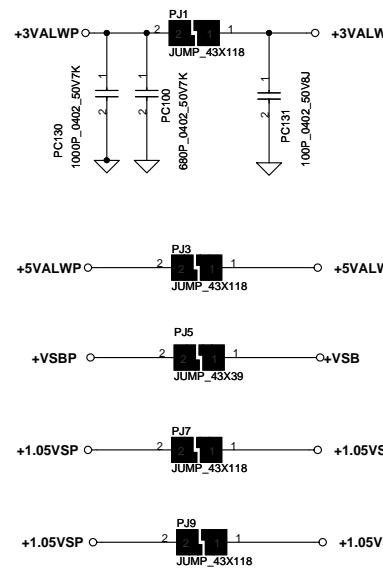 PJ1
+3VALWP 2 2 1 1 +3VALW
JUMP_43X118
1 1 1
2 2 2
PC130
1000P_0402_50V7K
PC100
680P_0402_50V7K
PC131
100P_0402_50V8J
PJ3
+5VALWP 2 2 1 1 +5VALW
JUMP_43X118
PJ5
+VSBP 2 2 1 1 +VSB
JUMP_43X39
PJ7
+1.05VSP 2 2 1 1 +1.05VS
JUMP_43X118
PJ9
+1.05VSP 2 2 1 1 +1.05V
JUMP_43X118